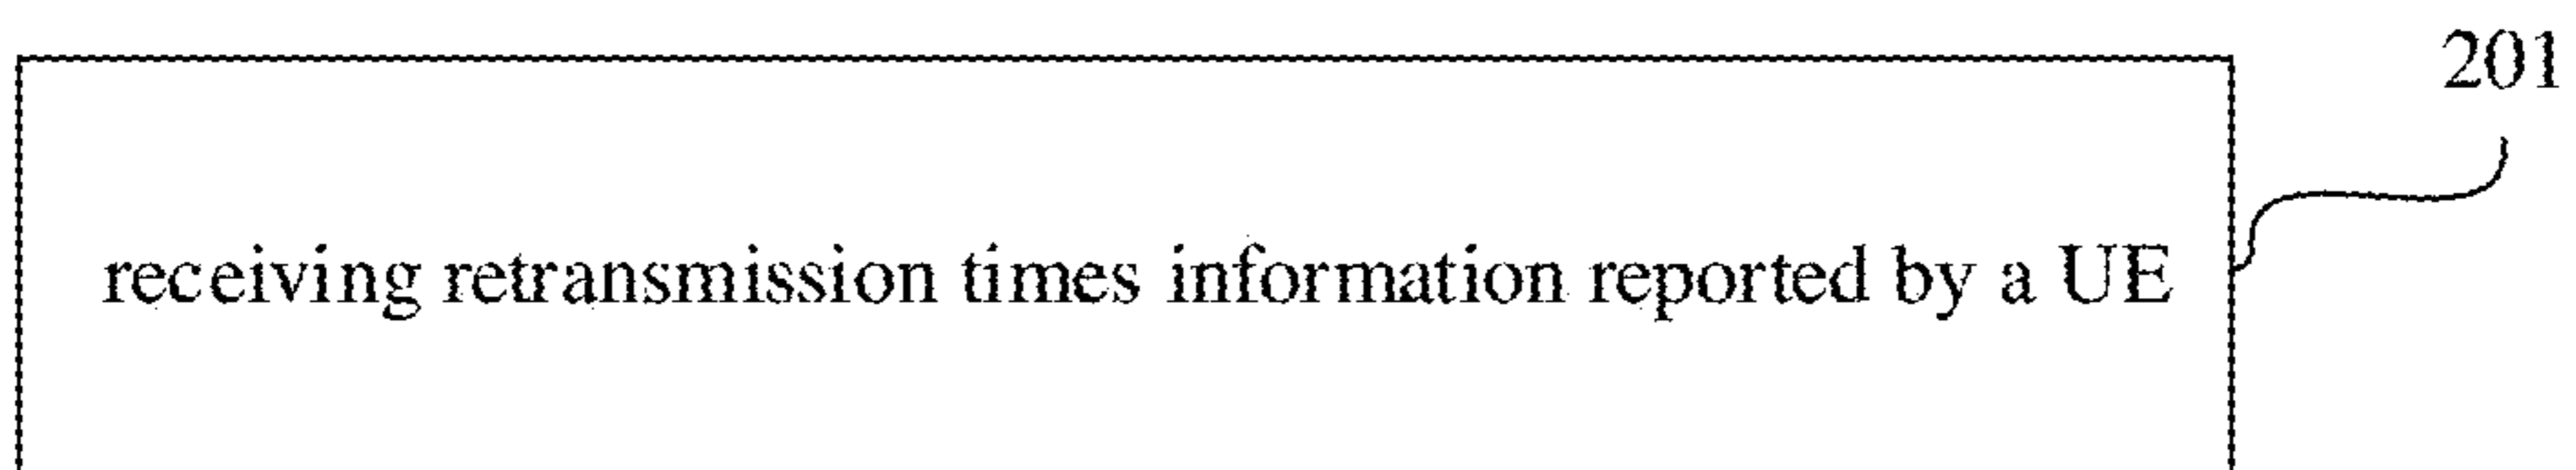 201
receiving retransmission times information reported by a UE